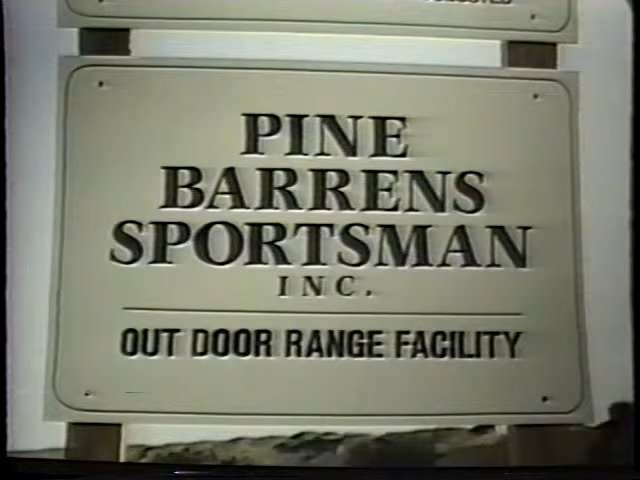 PINE
BARRENS
SPORTSMAN
INC.
OUT DOOR RANGE FACILITY